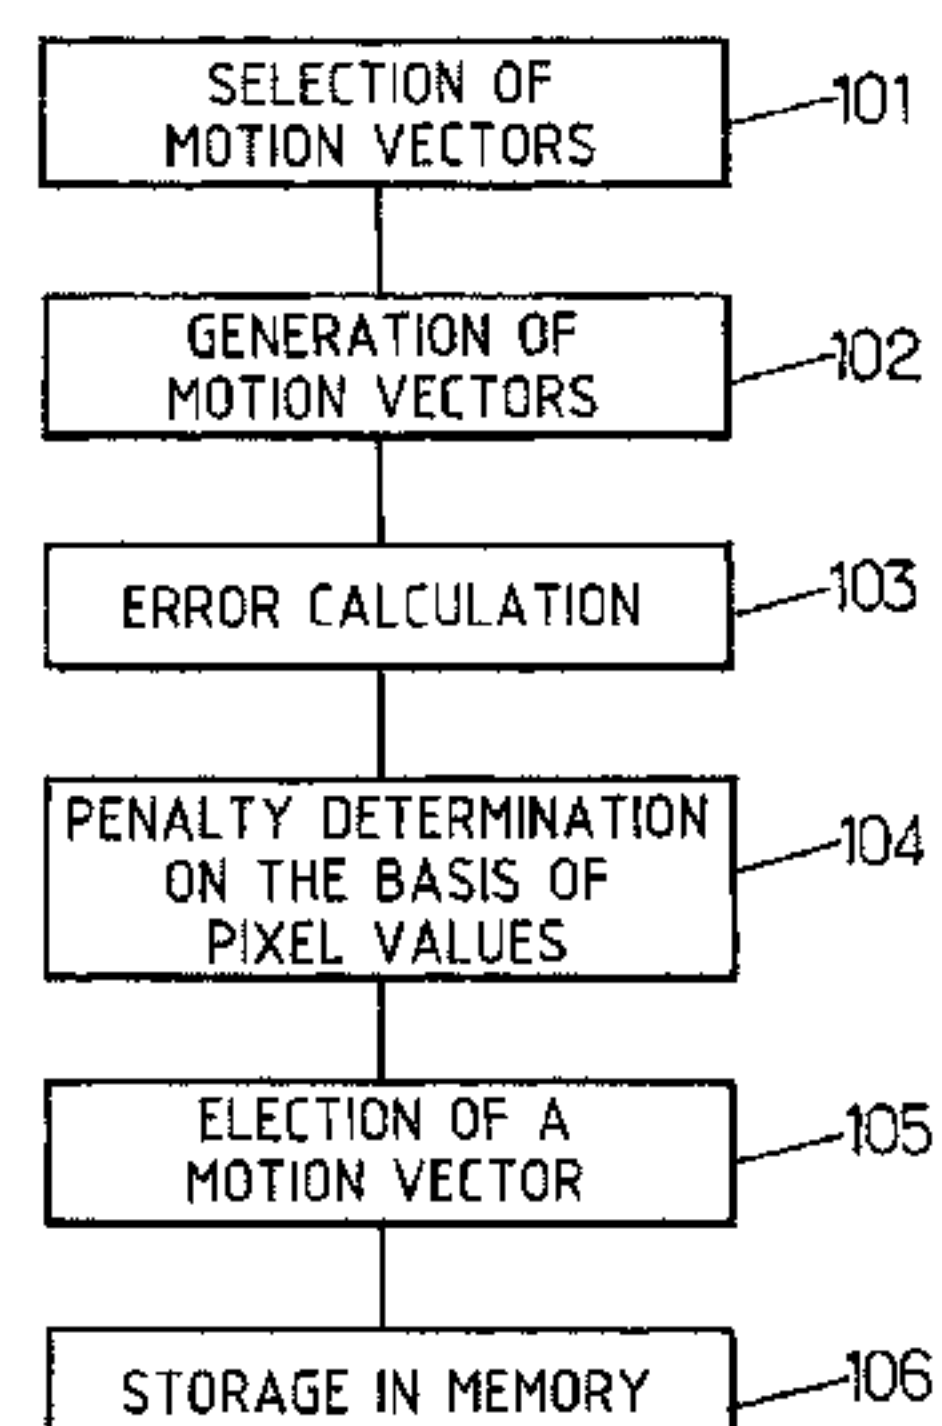 SELECTION OF
MOTION VECTORS
101
GENERATION OF
MOTION VECTORS
102
ERROR CALCULATION
103
PENALTY DETERMINATION
ON THE BASIS OF
PIXEL VALUES
104
ELECTION OF A
MOTION VECTOR
105
STORAGE IN MEMORY
106